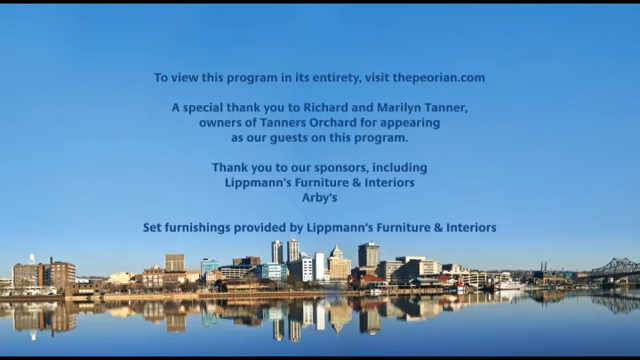 To view this program in its entirety, visit thepeorian.com
A special thank you to Richard and Marilyn Tanner,
owners of Tanners Orchard for appearing
as our guests on this program.
Thank you to our sponsors, including
Lippmann's Furniture & Interiors
Arby's
Set furnishings provided by Lippmann's Furniture & Interiors